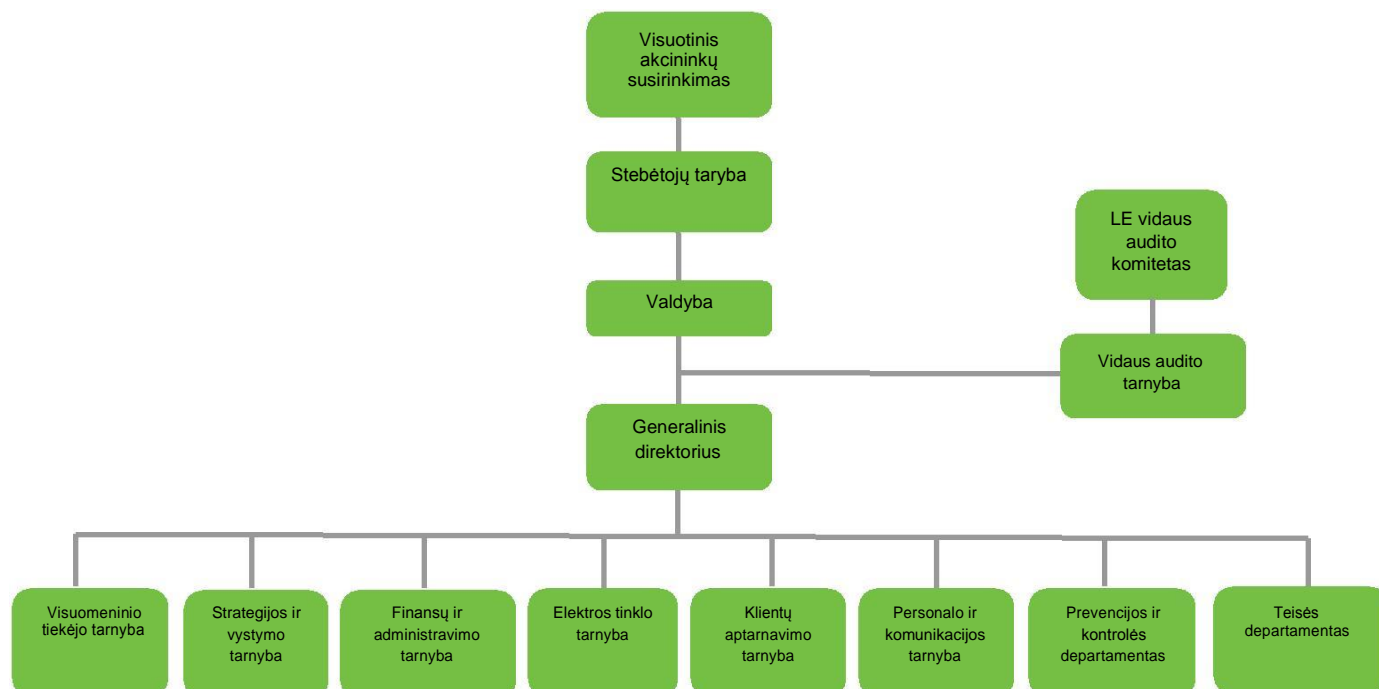 Visuotinis
akcininkų
susirinkimas
Stebėtojų taryba
LE vidaus
audito
komitetas
Valdyba
Vidaus audito
tarnyba
Generalinis
direktorius
Visuomeninio
tiekėjo tarnyba
Strategijos ir
vystymo
tarnyba
Finansų ir
administravimo
tarnyba
Elektros tinklo
tarnyba
Klientų
aptarnavimo
tarnyba
Personalo ir
komunikacijos
tarnyba
Prevencijos ir
kontrolės
departamentas
Teisės
departamentas